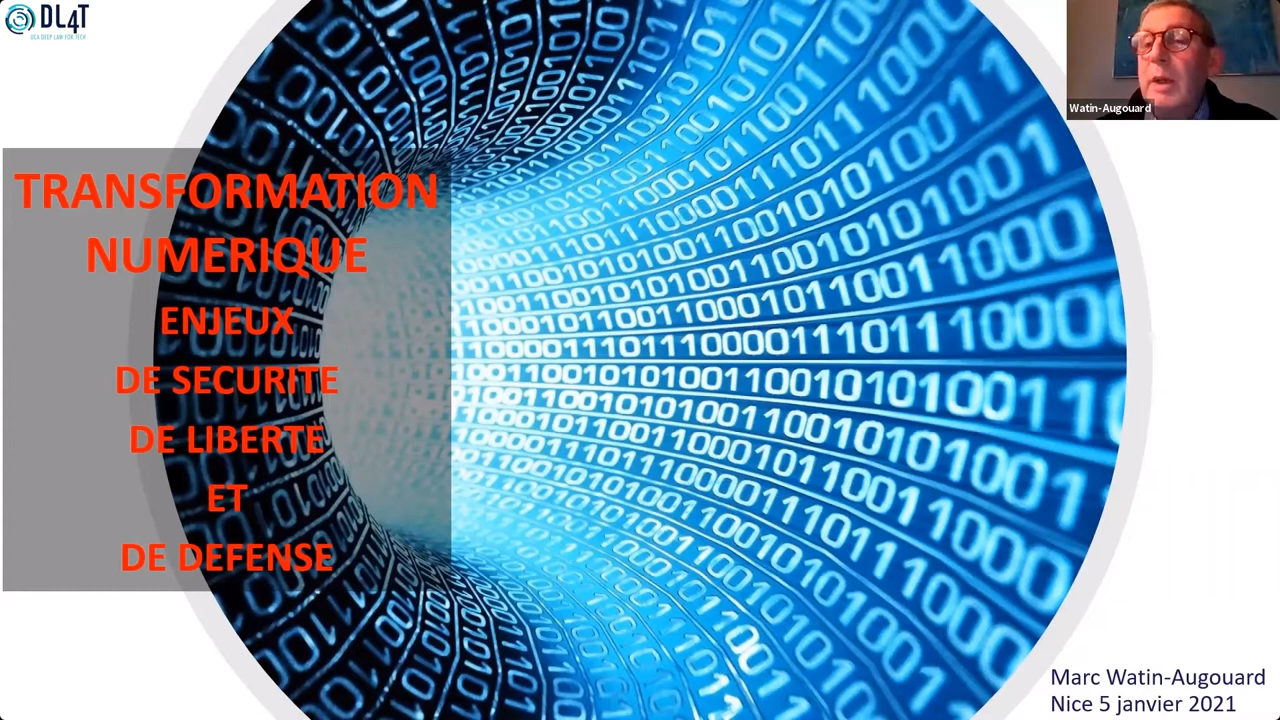 DL4T
UCA DEEP LAW FOR TECH
Watin-Augouard
TRANSFORMATION
NUMERIQUE
ENJEUX
DE SECURITE
DE LIBERTE
ET
DE DEFENSE
Marc Watin-Augouard
Nice 5 janvier 2021